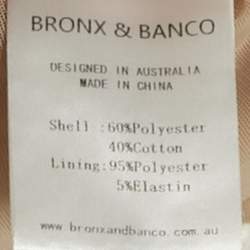 BRONX & BANCO
DESIGNED IN AUSTRALIA
MADE IN CHINA
Shell :60%Polyester
40%Cotton
Lining:95%Polyester
5%Elastin
www.bronxandbanco.com.au